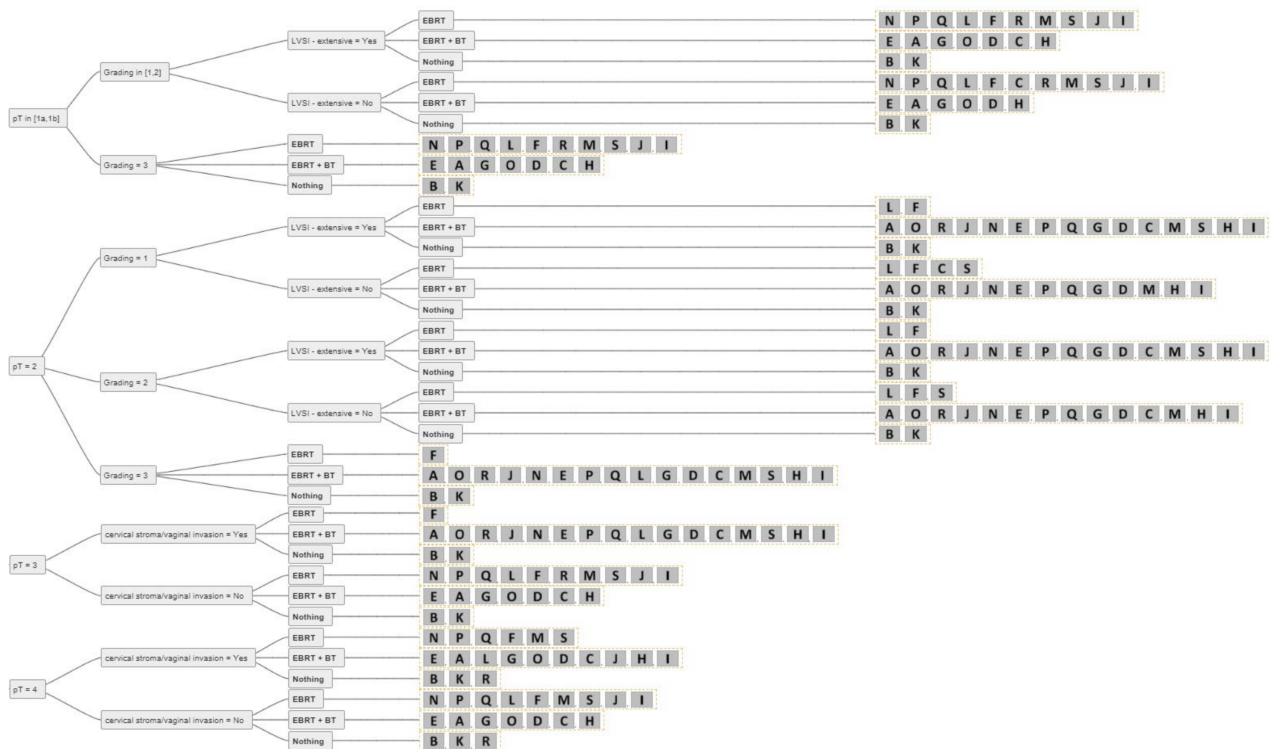 EBRT N P Q L F R M S J I
LVSI - extensive = Yes EBRT + BT E A G O D C H
Nothing B K
Grading in [1,2]
EBRT N P Q L F C R M S J I
LVSI - extensive = No EBRT + BT E A G O D H
Nothing B K
pT in [1a,1b]
EBRT N P Q L F R M S J I
Grading = 3 EBRT + BT E A G O D C H
Nothing B K
EBRT L F
LVSI - extensive = Yes EBRT + BT A O R J N E P Q G D C M S H I
Nothing B K
Grading = 1
EBRT L F C S
LVSI - extensive = No EBRT + BT A O R J N E P Q G D M H I
Nothing B K
EBRT L F
LVSI - extensive = Yes EBRT + BT A O R J N E P Q G D C M S H I
pT = 2
Nothing B K
Grading = 2
EBRT L F S
LVSI - extensive = No EBRT + BT A O R J N E P Q G D C M H I
Nothing B K
EBRT F
Grading = 3 EBRT + BT A O R J N E P Q L G D C M S H I
Nothing B K
EBRT F
cervical stroma/vaginal invasion = Yes EBRT + BT A O R J N E P Q L G D C M S H I
Nothing B K
pT = 3
EBRT N P Q L F R M S J I
cervical stroma/vaginal invasion = No EBRT + BT E A G O D C H
Nothing B K
EBRT N P Q F M S
cervical stroma/vaginal invasion = Yes EBRT + BT E A L G O D C J H I
Nothing B K R
pT = 4
EBRT N P Q L F M S J I
cervical stroma/vaginal invasion = No EBRT + BT E A G O D C H
Nothing B K R